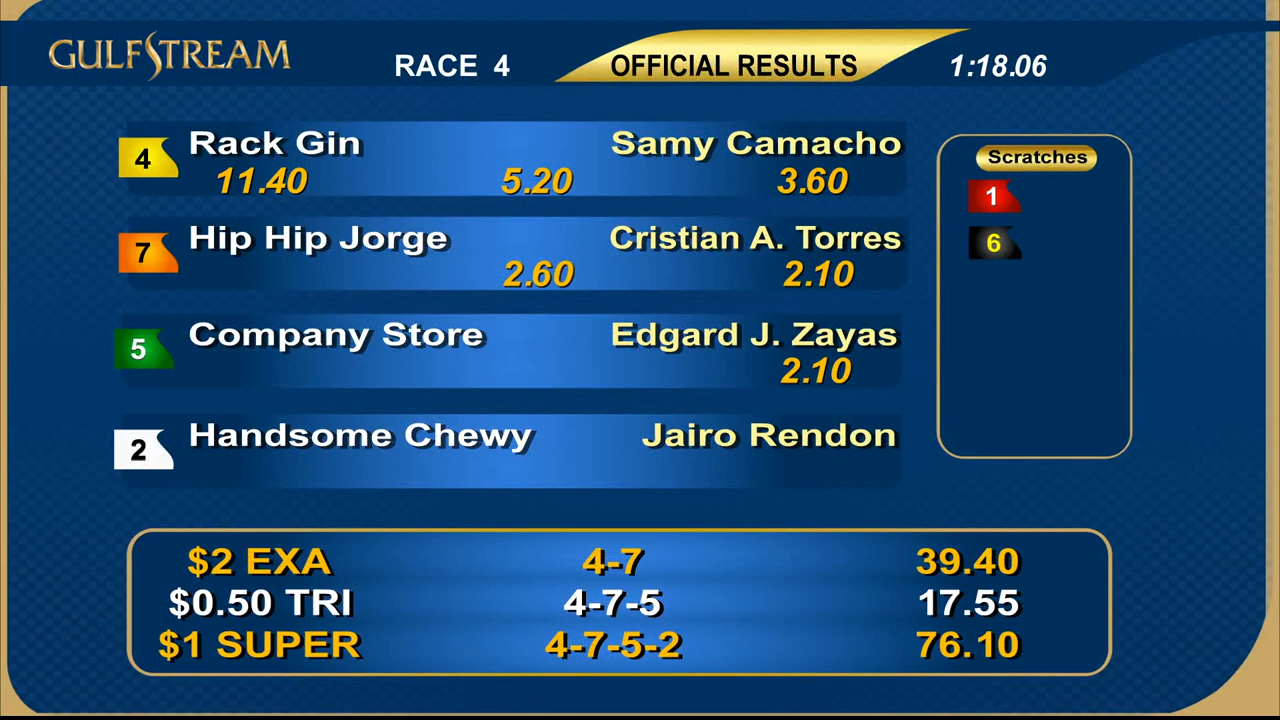 GULFSTREAM RACE 4 OFFICIAL RESULTS 1:18.06
4 Rack Gin Samy Camacho
11.40 5.20 3.60
7 Hip Hip Jorge Cristian A. Torres
2.60 2.10
5 Company Store Edgard J. Zayas
2.10
2 Handsome Chewy Jairo Rendon
Scratches
1
6
$2 EXA 4-7 39.40
$0.50 TRI 4-7-5 17.55
$1 SUPER 4-7-5-2 76.10